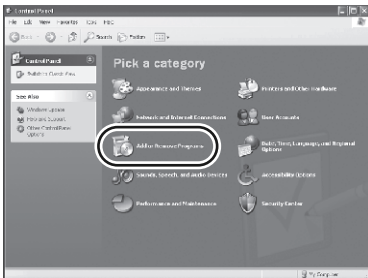 Control Panel
File Edit View Favorites Tools Help
Back Search Folders
Control Panel
Switch to Classic View
Pick a category
Appearance and Themes
Printers and Other Hardware
See Also
Windows Update
Help and Support
Other Control Panel Options
Network and Internet Connections
User Accounts
Add or Remove Programs
Date, Time, Language, and Regional Options
Sounds, Speech, and Audio Devices
Accessibility Options
Performance and Maintenance
Security Center
My Computer